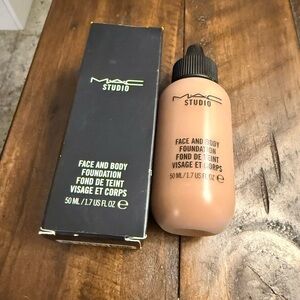 MAC
STUDIO
FACE AND BODY
FOUNDATION
FOND DE TEINT
VISAGE ET CORPS
50 ML / 1.7 US FL OZ ℮
MAC
STUDIO
FACE AND BODY
FOUNDATION
FOND DE TEINT
VISAGE ET CORPS
50 ML / 1.7 US FL OZ ℮